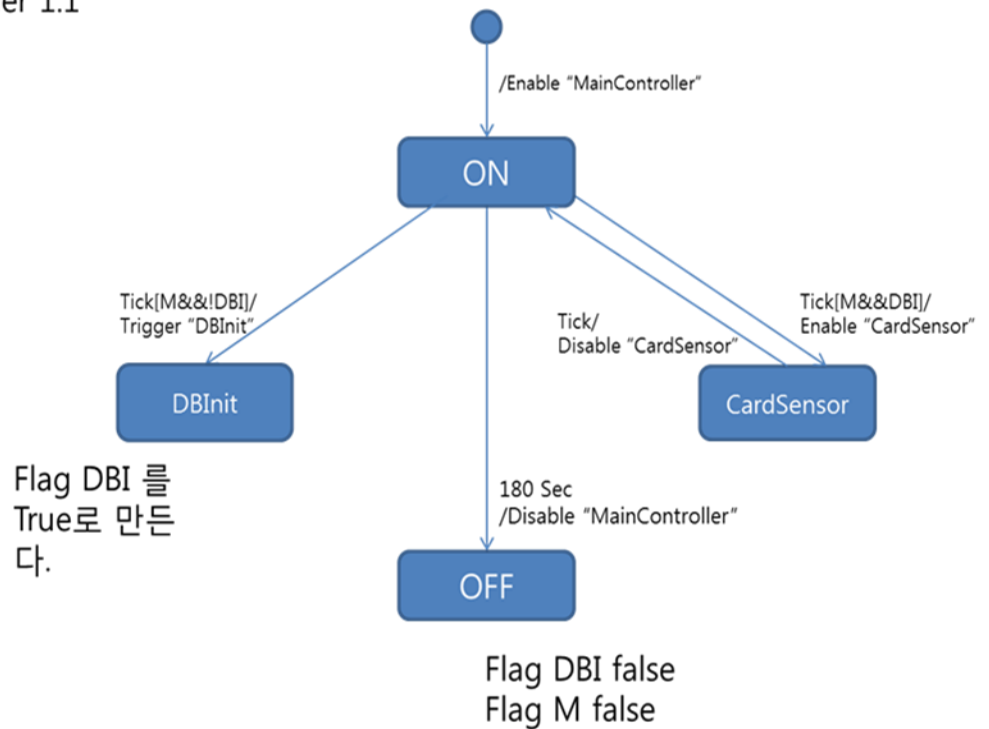 er 1.1
/Enable “MainController”
ON
Tick[M&&!DBI]/
Trigger “DBInit”
Tick/
Disable “CardSensor”
Tick[M&&DBI]/
Enable “CardSensor”
DBInit
CardSensor
Flag DBI 를
True로 만든
다.
180 Sec
/Disable “MainController”
OFF
Flag DBI false
Flag M false